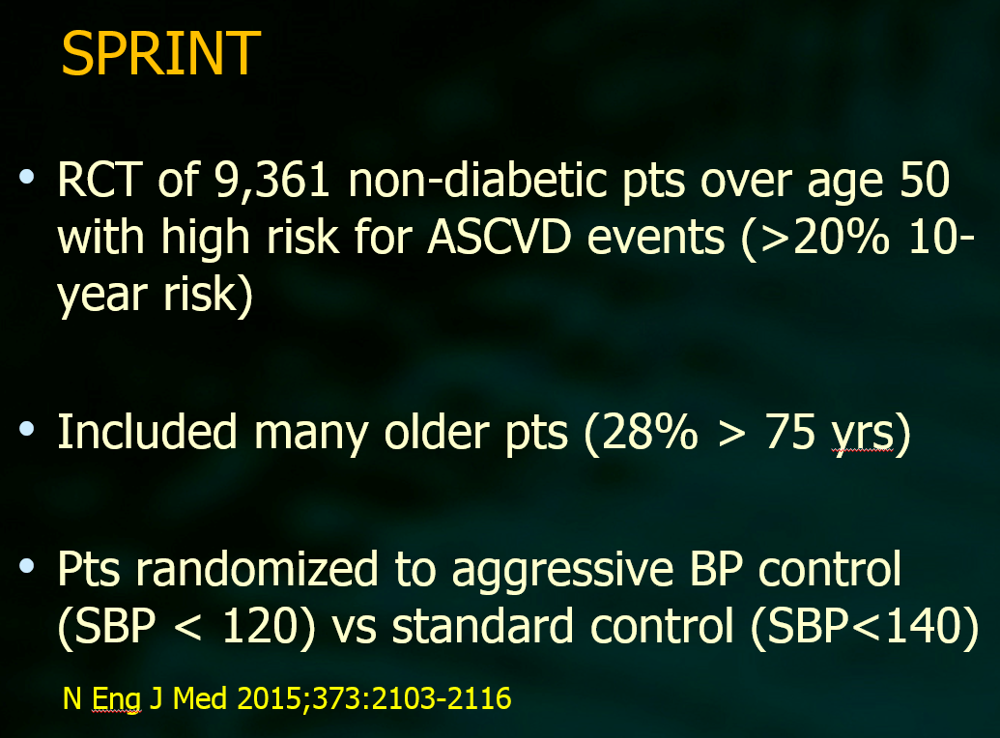 SPRINT
• RCT of 9,361 non-diabetic pts over age 50
with high risk for ASCVD events (>20% 10-
year risk)
• Included many older pts (28% > 75 yrs)
• Pts randomized to aggressive BP control
(SBP < 120) vs standard control (SBP<140)
N Eng J Med 2015;373:2103-2116